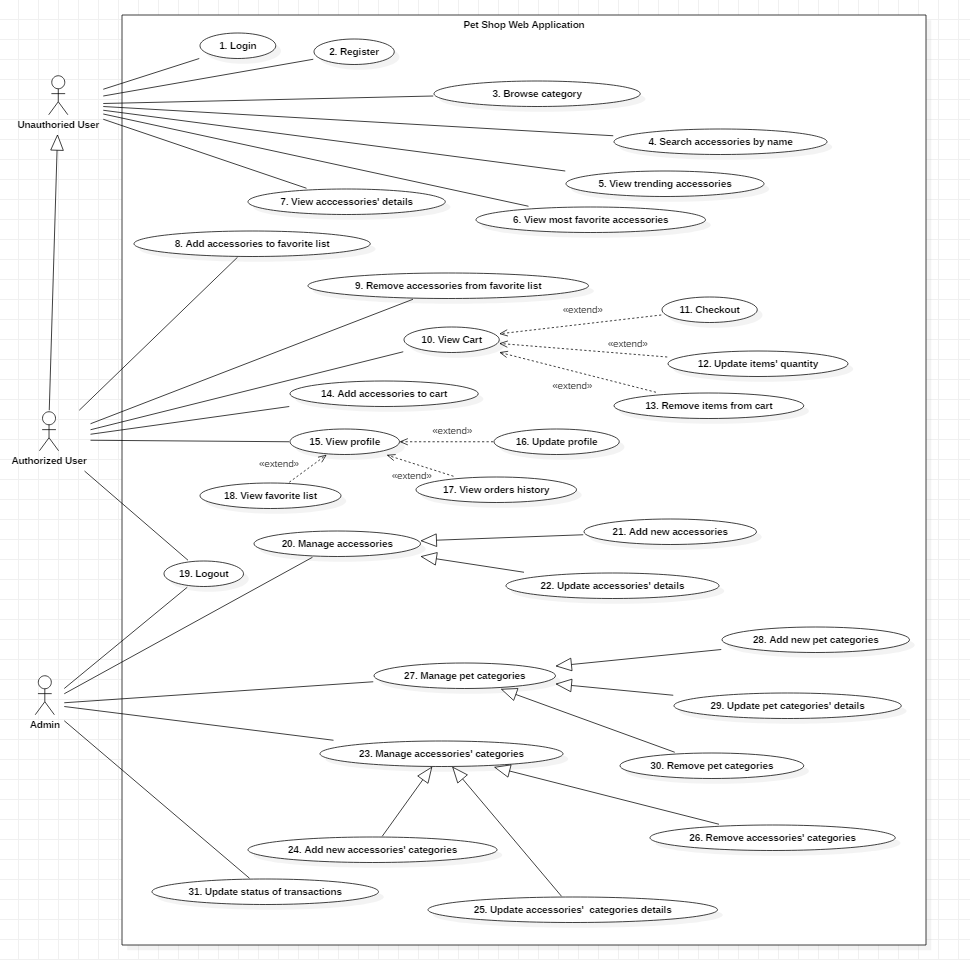 Pet Shop Web Application
1. Login
2. Register
3. Browse category
Unauthoried User
4. Search accessories by name
5. View trending accessories
7. View acccessories' details
6. View most favorite accessories
8. Add accessories to favorite list
9. Remove accessories from favorite list
«extend»
11. Checkout
10. View Cart
«extend»
12. Update items' quantity
«extend»
14. Add accessories to cart
13. Remove items from cart
«extend»
15. View profile
16. Update profile
Authorized User
«extend»
«extend»
18. View favorite list
17. View orders history
21. Add new accessories
20. Manage accessories
19. Logout
22. Update accessories' details
28. Add new pet categories
27. Manage pet categories
29. Update pet categories' details
Admin
23. Manage accessories' categories
30. Remove pet categories
26. Remove accessories' categories
24. Add new accessories' categories
31. Update status of transactions
25. Update accessories'  categories details